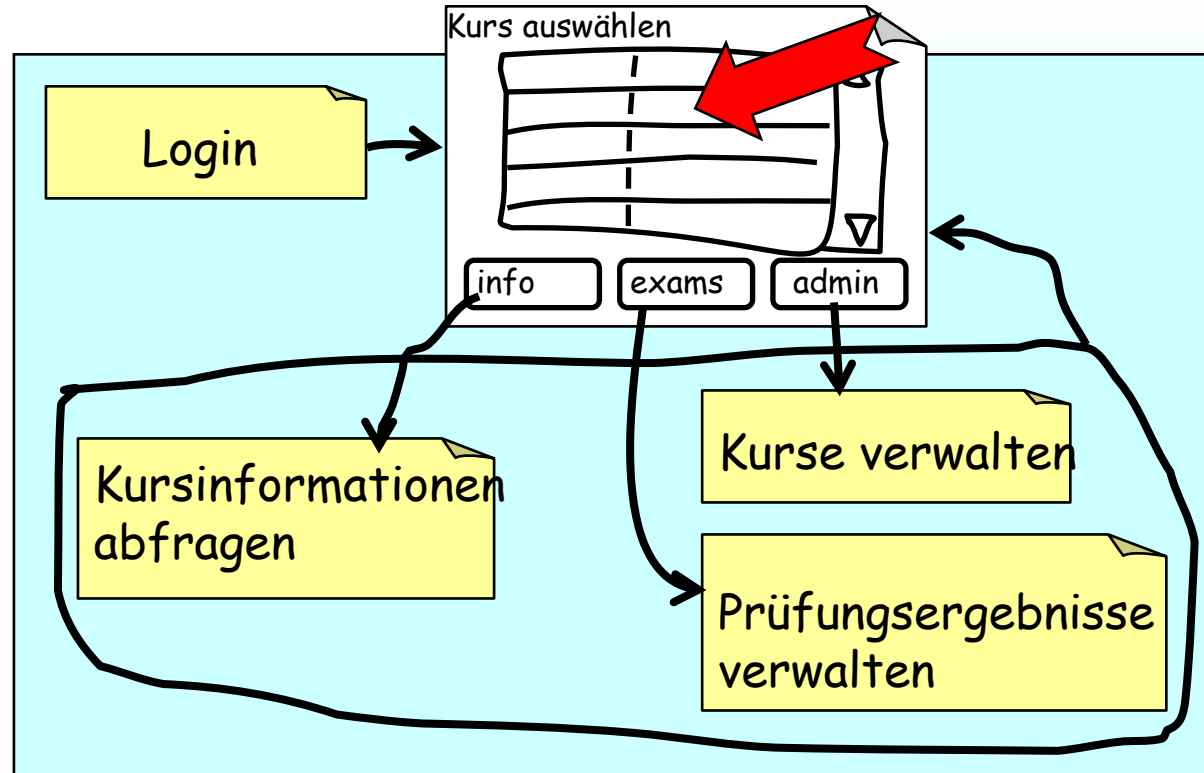 Kurs auswählen
Login
info
exams
admin
Kursinformationen
abfragen
Kurse verwalten
Prüfungsergebnisse
verwalten